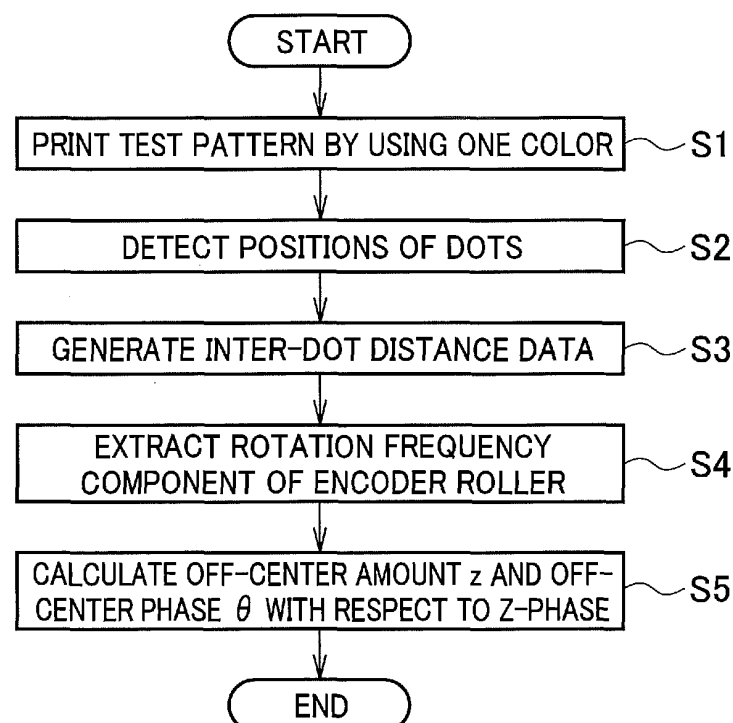 START
PRINT TEST PATTERN BY USING ONE COLOR
S1
DETECT POSITIONS OF DOTS
S2
GENERATE INTER-DOT DISTANCE DATA
S3
EXTRACT ROTATION FREQUENCY
COMPONENT OF ENCODER ROLLER
S4
CALCULATE OFF-CENTER AMOUNT z AND OFF-
CENTER PHASE θ WITH RESPECT TO Z-PHASE
S5
END